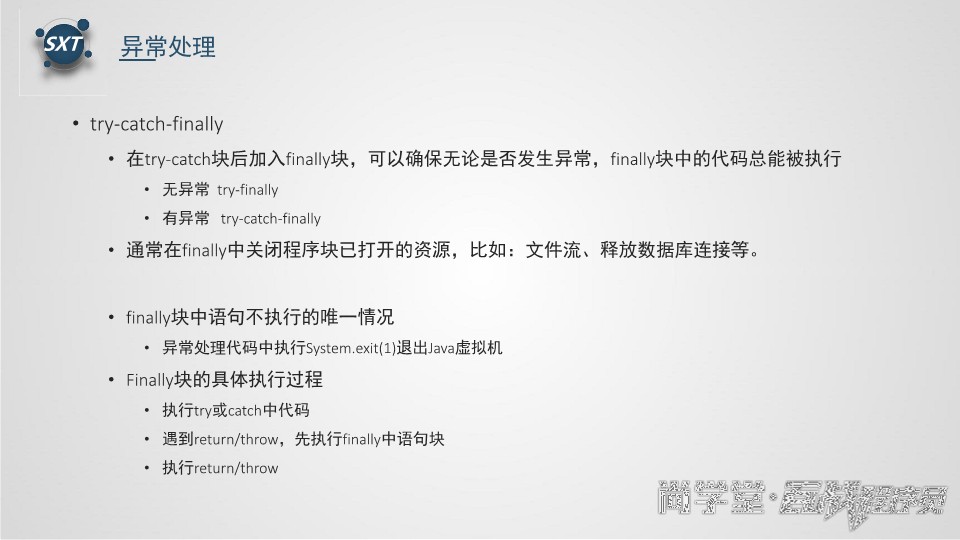 SXT
异常处理
• try-catch-finally
• 在try-catch块后加入finally块，可以确保无论是否发生异常，finally块中的代码总能被执行
• 无异常 try-finally
• 有异常 try-catch-finally
• 通常在finally中关闭程序块已打开的资源，比如：文件流、释放数据库连接等。
• finally块中语句不执行的唯一情况
• 异常处理代码中执行System.exit(1)退出Java虚拟机
• Finally块的具体执行过程
• 执行try或catch中代码
• 遇到return/throw，先执行finally中语句块
• 执行return/throw
尚学堂·百战程序员